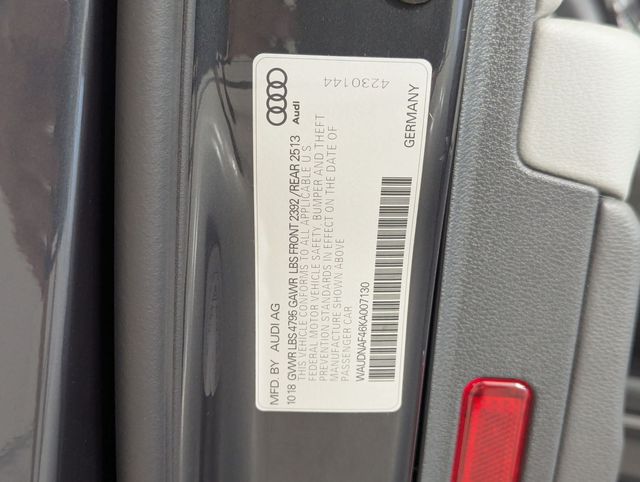 MFD. BY AUDI AG
10 18 GVWR LBS 4795 GAWR LBS FRONT 2392 /REAR 2513
THIS VEHICLE CONFORMS TO ALL APPLICABLE U S
FEDERAL MOTOR VEHICLE SAFETY, BUMPER AND THEFT
PREVENTION STANDARDS IN EFFECT ON THE DATE OF
MANUFACTURE SHOWN ABOVE
PASSENGER CAR
WAUDNAF46KA007130
Audi
4230144
GERMANY